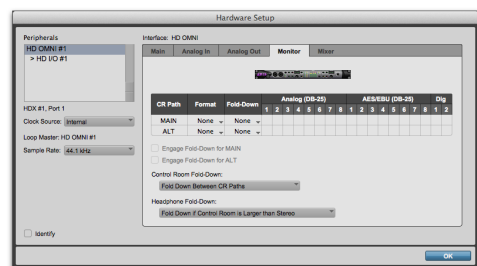 Hardware Setup
Peripherals
HD OMNI #1
> HD I/O #1
HDX #1, Port 1
Clock Source: Internal
Loop Master: HD OMNI #1
Sample Rate: 44.1 kHz
Identify
Interface: HD OMNI
Main Analog In Analog Out Monitor Mixer
CR Path Format Fold-Down Analog (DB-25) AES/EBU (DB-25) Dig
1 2 3 4 5 6 7 8 1 2 3 4 5 6 7 8 1 2
MAIN None None
ALT None None
Engage Fold-Down for MAIN
Engage Fold-Down for ALT
Control Room Fold-Down:
Fold Down Between CR Paths
Headphone Fold-Down:
Fold Down if Control Room is Larger than Stereo
OK